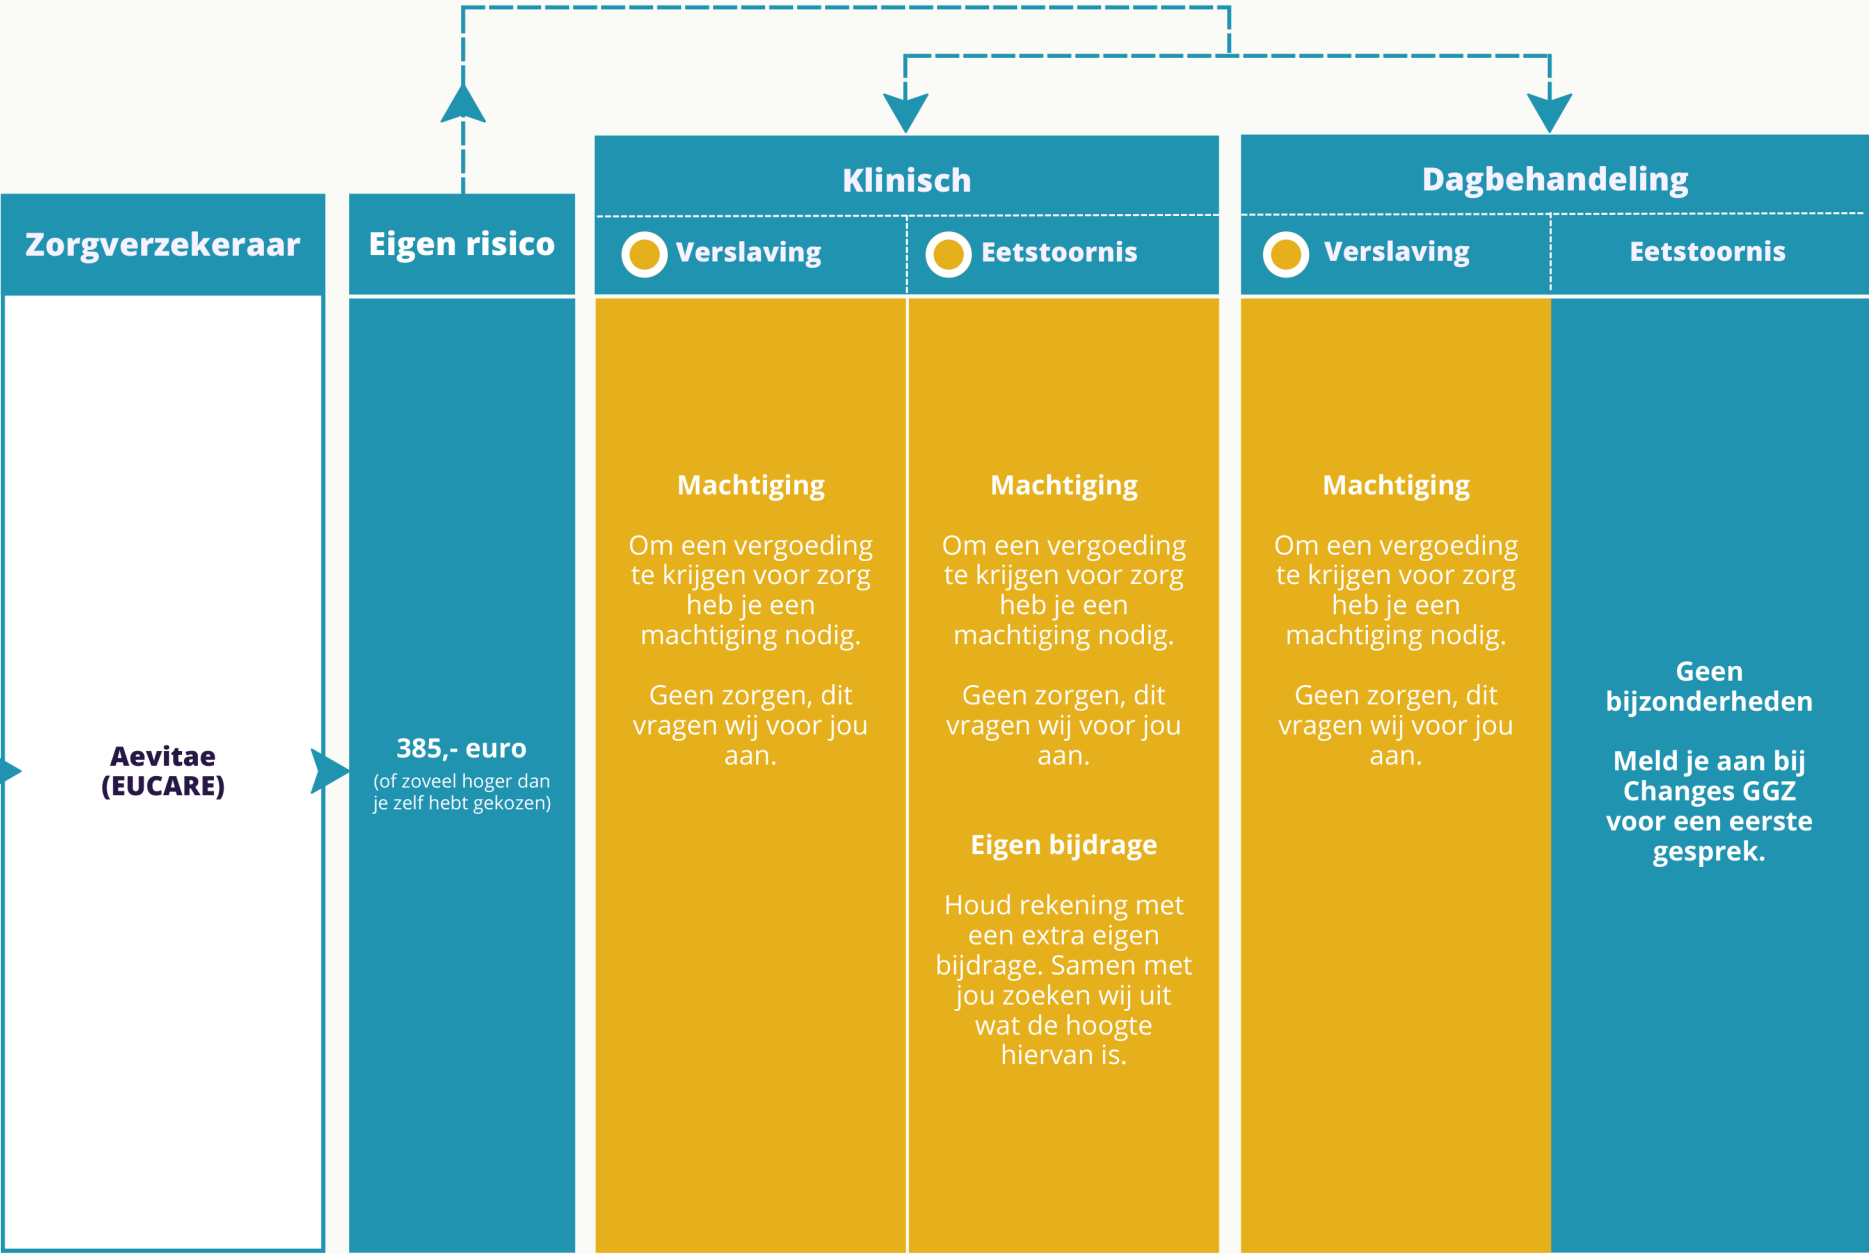 Zorgverzekeraar
Aevitae
(EUCARE)
Eigen risico
385,- euro
(of zoveel hoger dan
je zelf hebt gekozen)
Klinisch
Verslaving
Machtiging
Om een vergoeding
te krijgen voor zorg
heb je een
machtiging nodig.
Geen zorgen, dit
vragen wij voor jou
aan.
Eetstoornis
Machtiging
Om een vergoeding
te krijgen voor zorg
heb je een
machtiging nodig.
Geen zorgen, dit
vragen wij voor jou
aan.
Eigen bijdrage
Houd rekening met
een extra eigen
bijdrage. Samen met
jou zoeken wij uit
wat de hoogte
hiervan is.
Dagbehandeling
Verslaving
Machtiging
Om een vergoeding
te krijgen voor zorg
heb je een
machtiging nodig.
Geen zorgen, dit
vragen wij voor jou
aan.
Eetstoornis
Geen
bijzonderheden
Meld je aan bij
Changes GGZ
voor een eerste
gesprek.